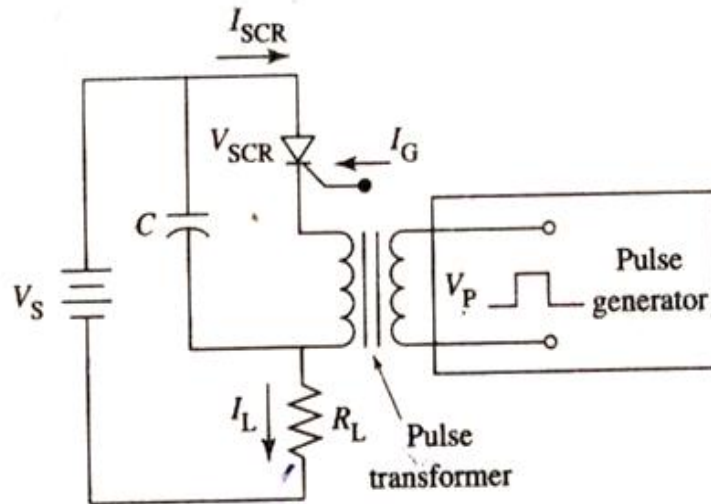 I_SCR
V_SCR
I_G
C
V_S
V_P
Pulse
generator
I_L
R_L
Pulse
transformer